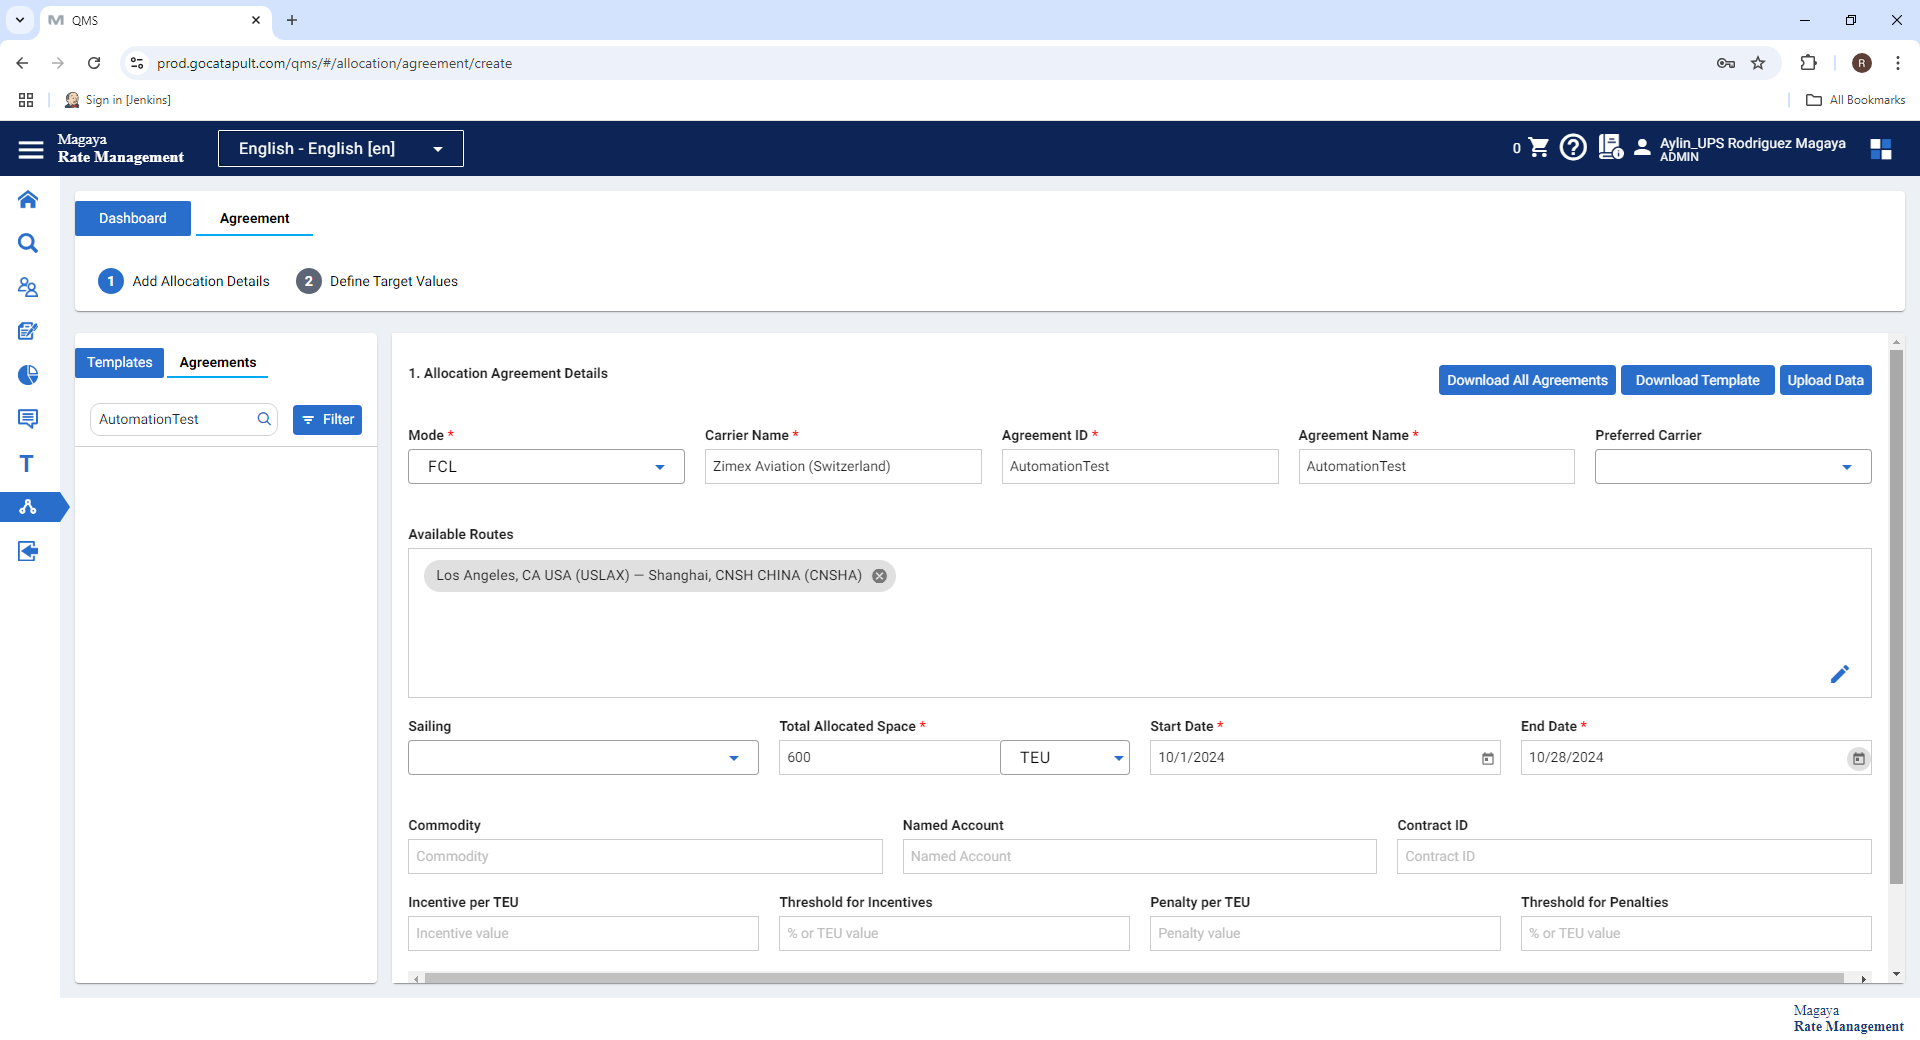 QMS
prod.gocatapult.com/qms/#/allocation/agreement/create
R
Sign in [Jenkins]
All Bookmarks
Magaya
Rate Management
English - English [en]
0
Aylin_UPS Rodriguez Magaya
ADMIN
Dashboard
Agreement
1 Add Allocation Details
2 Define Target Values
Templates
Agreements
AutomationTest
Filter
1. Allocation Agreement Details
Download All Agreements
Download Template
Upload Data
Mode *
Carrier Name *
Agreement ID *
Agreement Name *
Preferred Carrier
FCL
Zimex Aviation (Switzerland)
AutomationTest
AutomationTest
Available Routes
Los Angeles, CA USA (USLAX) — Shanghai, CNSH CHINA (CNSHA)
Sailing
Total Allocated Space *
Start Date *
End Date *
600
TEU
10/1/2024
10/28/2024
Commodity
Named Account
Contract ID
Commodity
Named Account
Contract ID
Incentive per TEU
Threshold for Incentives
Penalty per TEU
Threshold for Penalties
Incentive value
% or TEU value
Penalty value
% or TEU value
Magaya
Rate Management